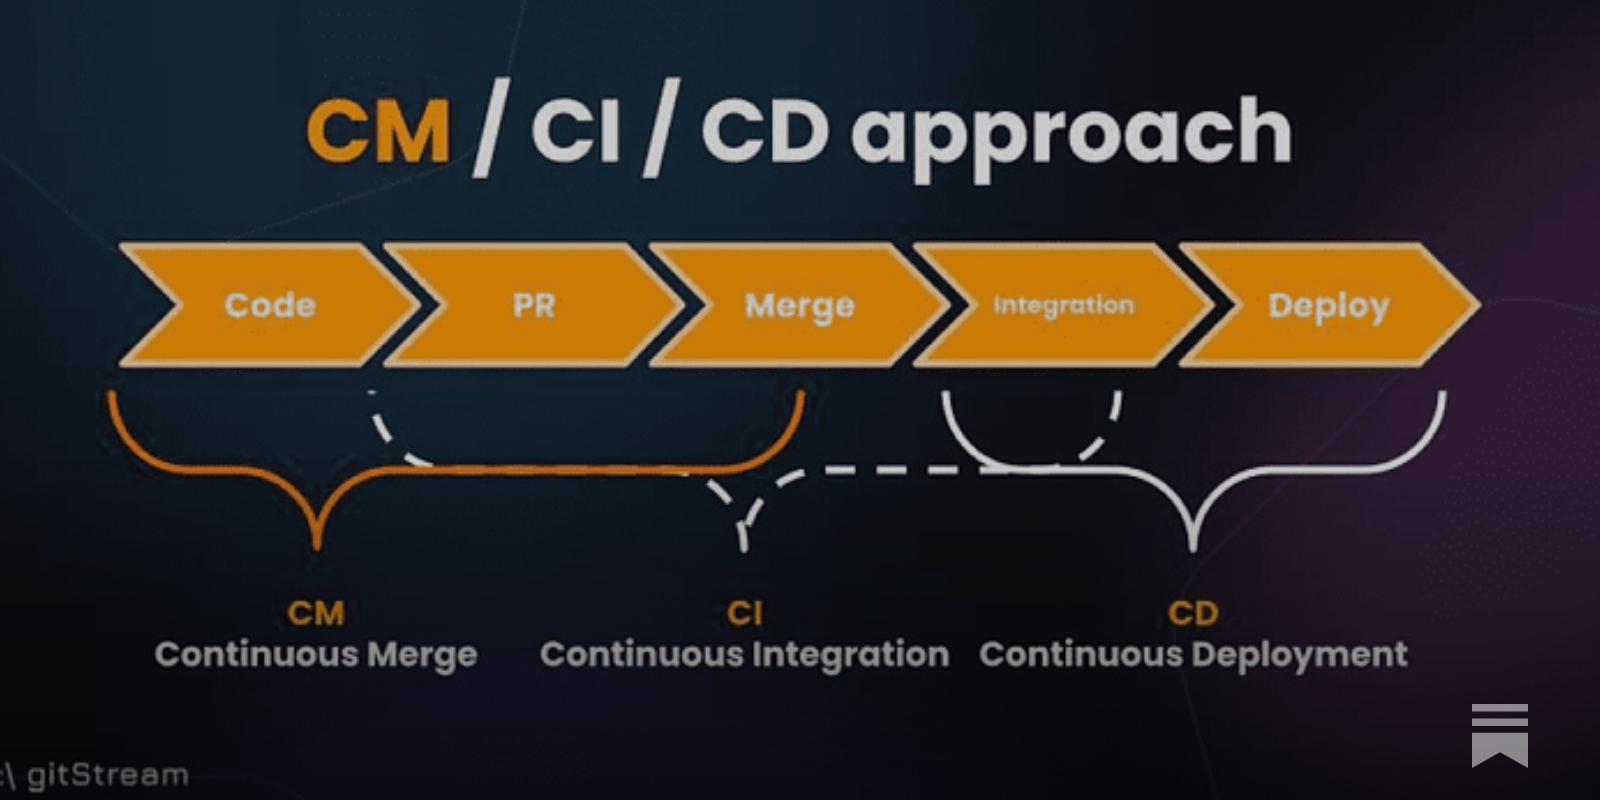 CM / CI / CD approach
Code
PR
Merge
Integration
Deploy
CM
Continuous Merge
CI
Continuous Integration
CD
Continuous Deployment
:\ gitStream